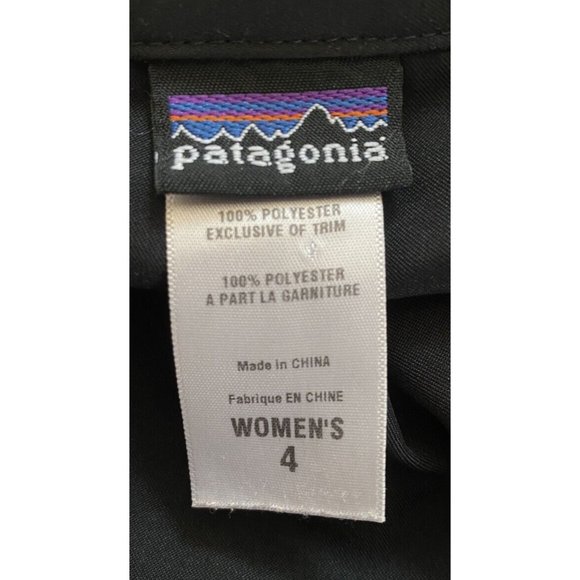 patagonia
100% POLYESTER
EXCLUSIVE OF TRIM
100% POLYESTER
A PART LA GARNITURE
Made in CHINA
Fabrique EN CHINE
WOMEN'S
4